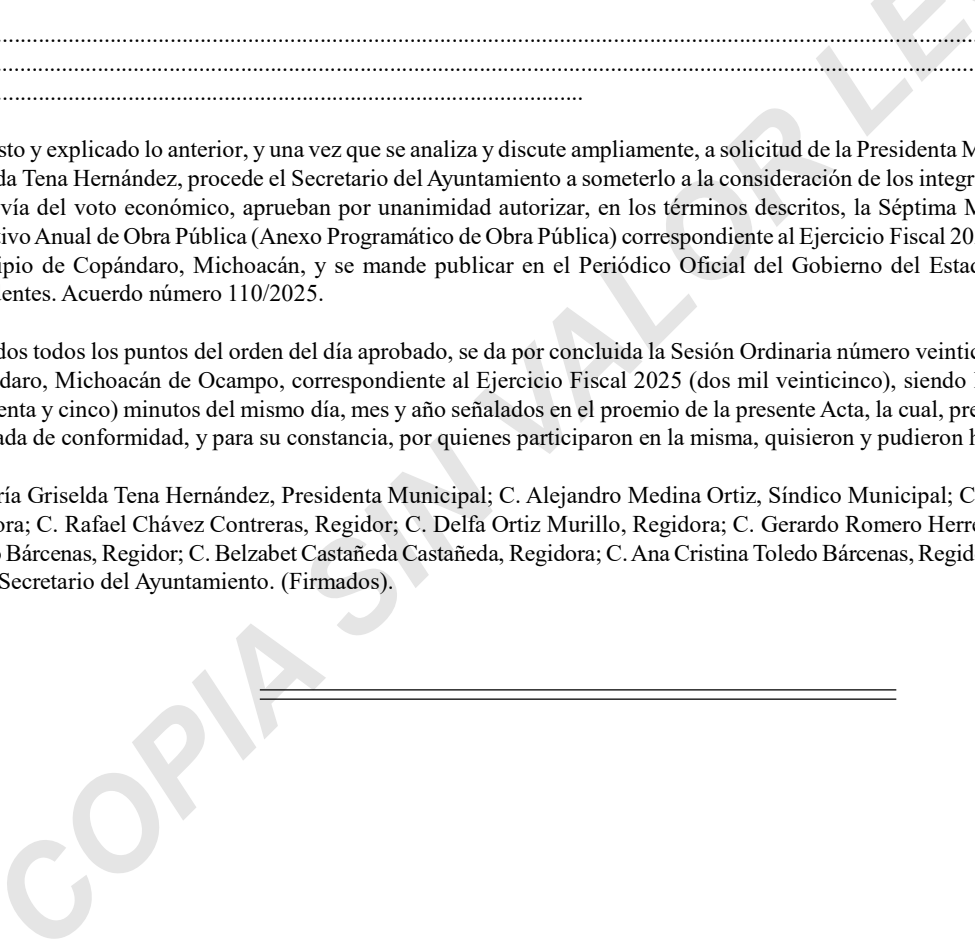 ...............................................................................................................................................................
...............................................................................................................................................................
................................................................................................
sto y explicado lo anterior, y una vez que se analiza y discute ampliamente, a solicitud de la Presidenta M
da Tena Hernández, procede el Secretario del Ayuntamiento a someterlo a la consideración de los integr
vía del voto económico, aprueban por unanimidad autorizar, en los términos descritos, la Séptima M
tivo Anual de Obra Pública (Anexo Programático de Obra Pública) correspondiente al Ejercicio Fiscal 20
ipio de Copándaro, Michoacán, y se mande publicar en el Periódico Oficial del Gobierno del Estad
entes. Acuerdo número 110/2025.
dos todos los puntos del orden del día aprobado, se da por concluida la Sesión Ordinaria número veintic
daro, Michoacán de Ocampo, correspondiente al Ejercicio Fiscal 2025 (dos mil veinticinco), siendo
enta y cinco) minutos del mismo día, mes y año señalados en el proemio de la presente Acta, la cual, pre
ada de conformidad, y para su constancia, por quienes participaron en la misma, quisieron y pudieron h
ría Griselda Tena Hernández, Presidenta Municipal; C. Alejandro Medina Ortiz, Síndico Municipal; C
ora; C. Rafael Chávez Contreras, Regidor; C. Delfa Ortiz Murillo, Regidora; C. Gerardo Romero Herre
o Bárcenas, Regidor; C. Belzabet Castañeda Castañeda, Regidora; C. Ana Cristina Toledo Bárcenas, Regid
Secretario del Ayuntamiento. (Firmados).
COPIA SIN VALOR LE